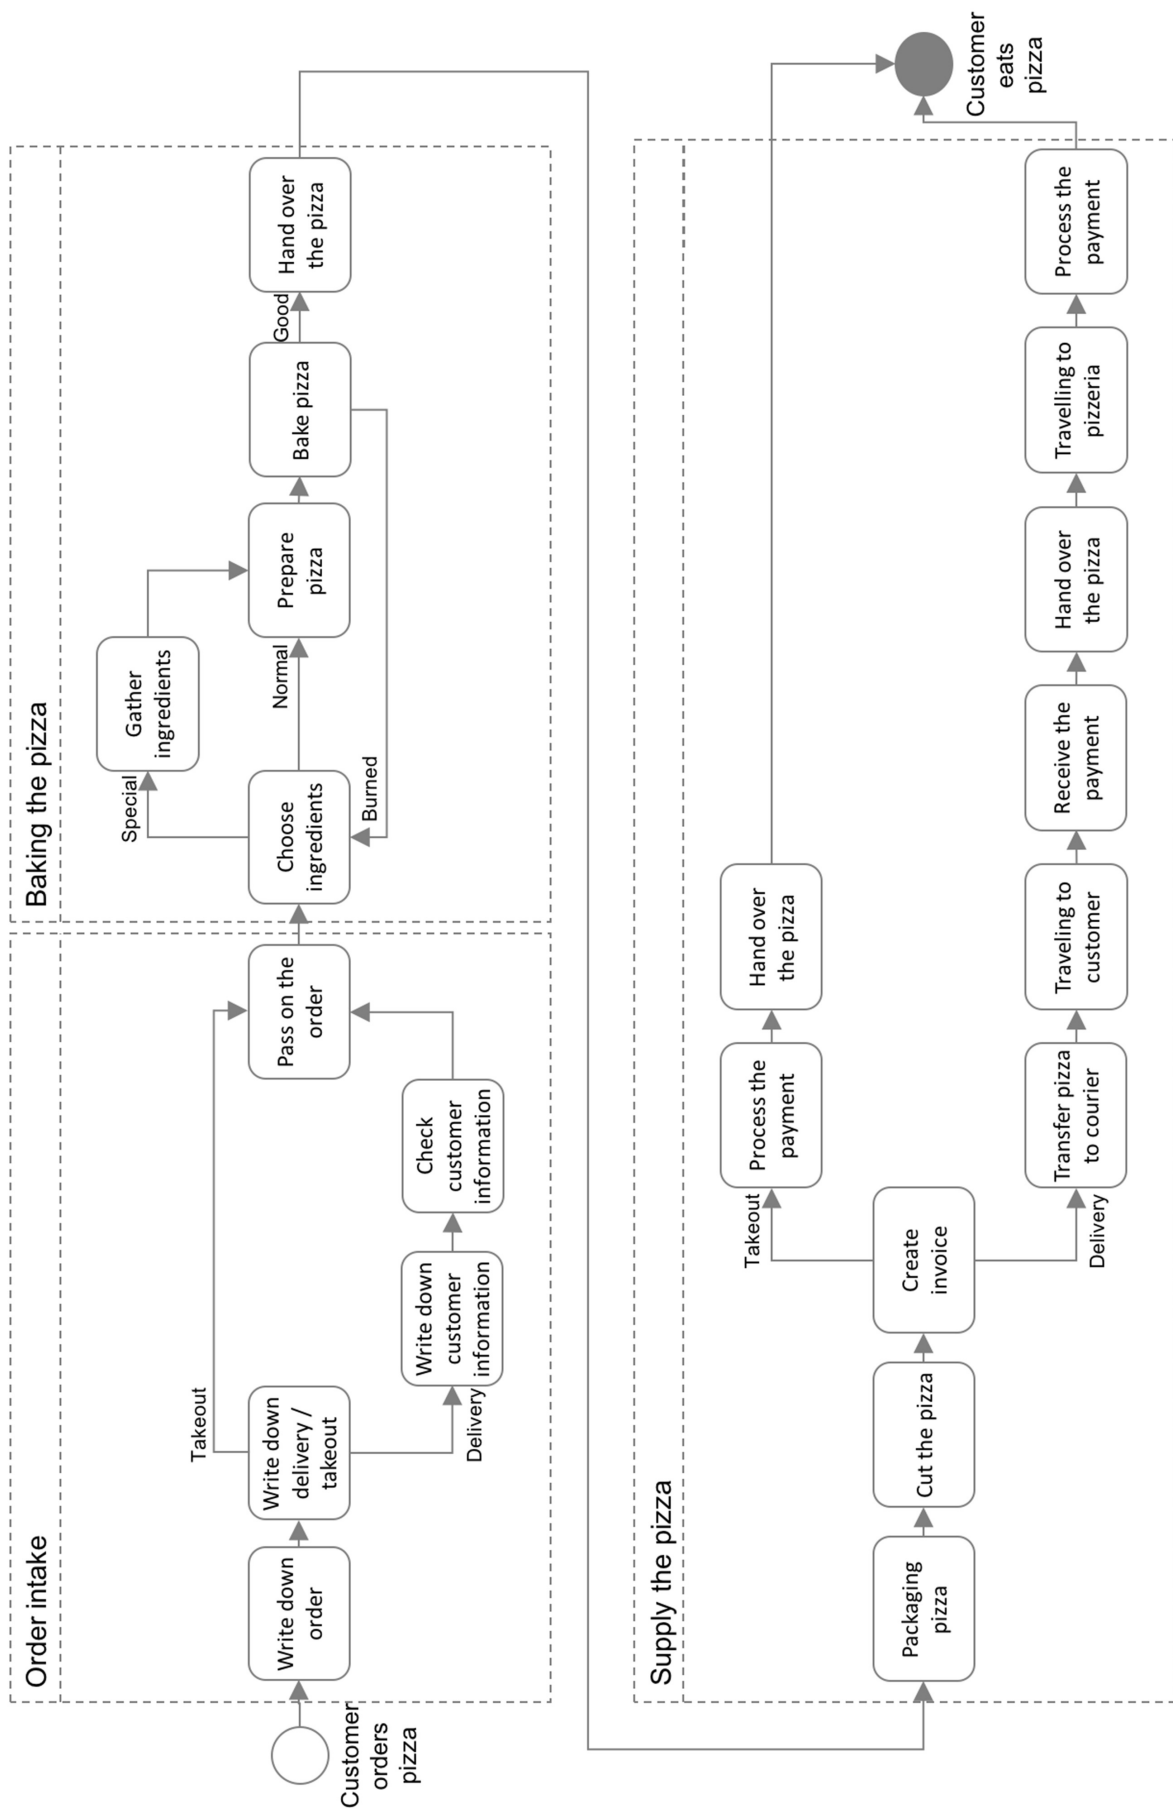 Order intake
Customer
orders
pizza
Write down
order
Write down
delivery /
takeout
Takeout
Delivery
Write down
customer
information
Check
customer
information
Pass on the
order
Baking the pizza
Choose
ingredients
Special
Normal
Burned
Gather
ingredients
Prepare
pizza
Bake pizza
Good
Hand over
the pizza
Supply the pizza
Packaging
pizza
Cut the pizza
Create
invoice
Takeout
Delivery
Process the
payment
Hand over
the pizza
Transfer pizza
to courier
Traveling to
customer
Receive the
payment
Hand over
the pizza
Travelling to
pizzeria
Process the
payment
Customer
eats
pizza